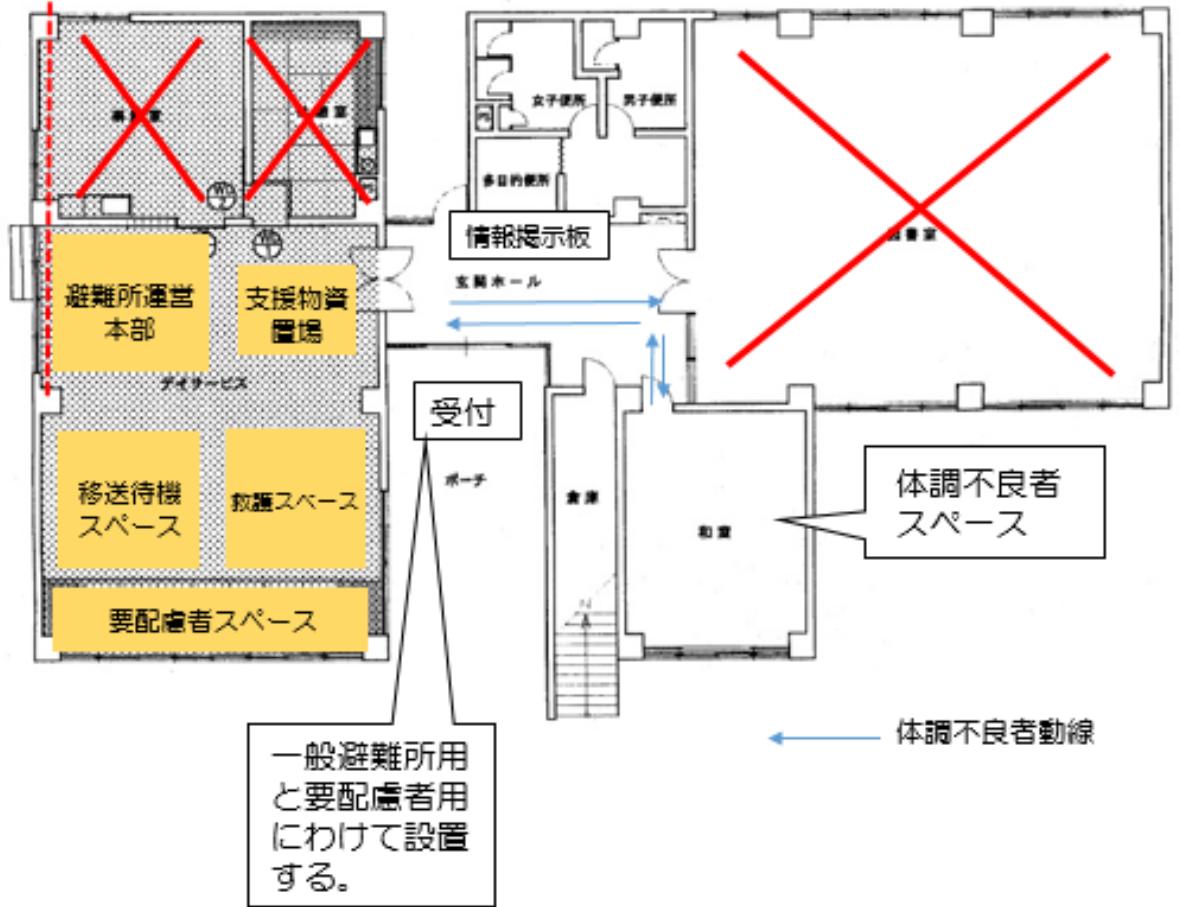 女子便所
男子便所
多目的便所
情報掲示板
玄関ホール
避難所運営
本部
支援物資
置場
デイサービス
受付
ポーチ
移送待機
スペース
救護スペース
要配慮者スペース
倉庫
和室
体調不良者
スペース
体調不良者動線
一般避難所用
と要配慮者用
にわけて設置
する。